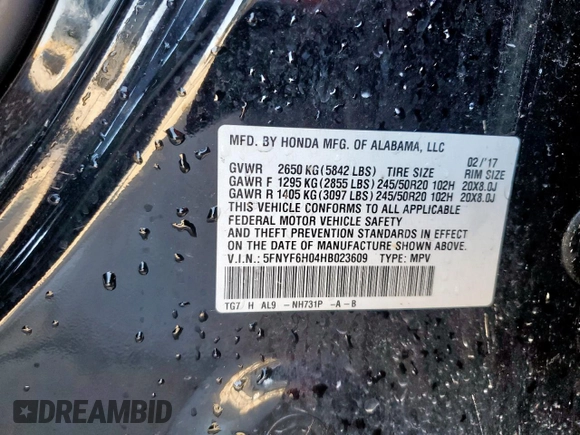 MFD. BY HONDA MFG. OF ALABAMA, LLC
02/'17
GVWR 2650 KG (5842 LBS) TIRE SIZE RIM SIZE
GAWR F 1295 KG (2855 LBS) 245/50R20 102H 20X8.0J
GAWR R 1405 KG (3097 LBS) 245/50R20 102H 20X8.0J
THIS VEHICLE CONFORMS TO ALL APPLICABLE
FEDERAL MOTOR VEHICLE SAFETY
AND THEFT PREVENTION STANDARDS IN EFFECT
ON THE DATE OF MANUFACTURE SHOWN ABOVE.
V.I.N.: 5FNYF6H04HB023609 TYPE: MPV
TG7 H AL9 - NH731P -A -B
DREAMBID